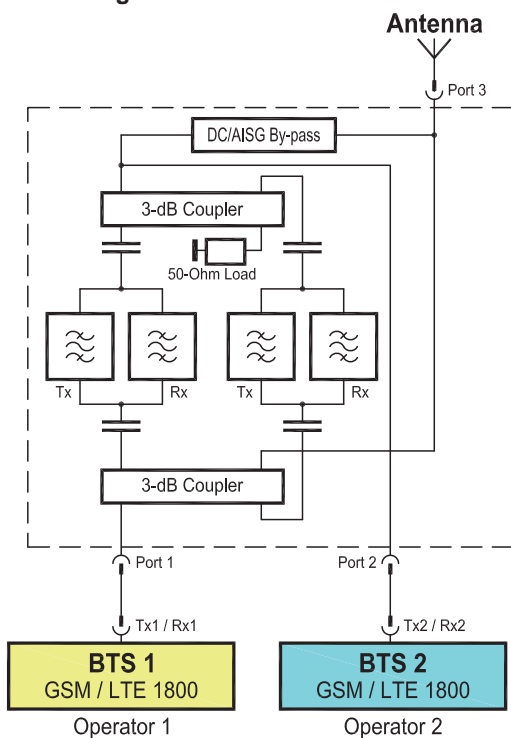 Antenna
Port 3
DC/AISG By-pass
3-dB Coupler
50-Ohm Load
Tx
Rx
Tx
Rx
3-dB Coupler
Port 1
Port 2
Tx1 / Rx1
Tx2 / Rx2
BTS 1
GSM / LTE 1800
BTS 2
GSM / LTE 1800
Operator 1
Operator 2